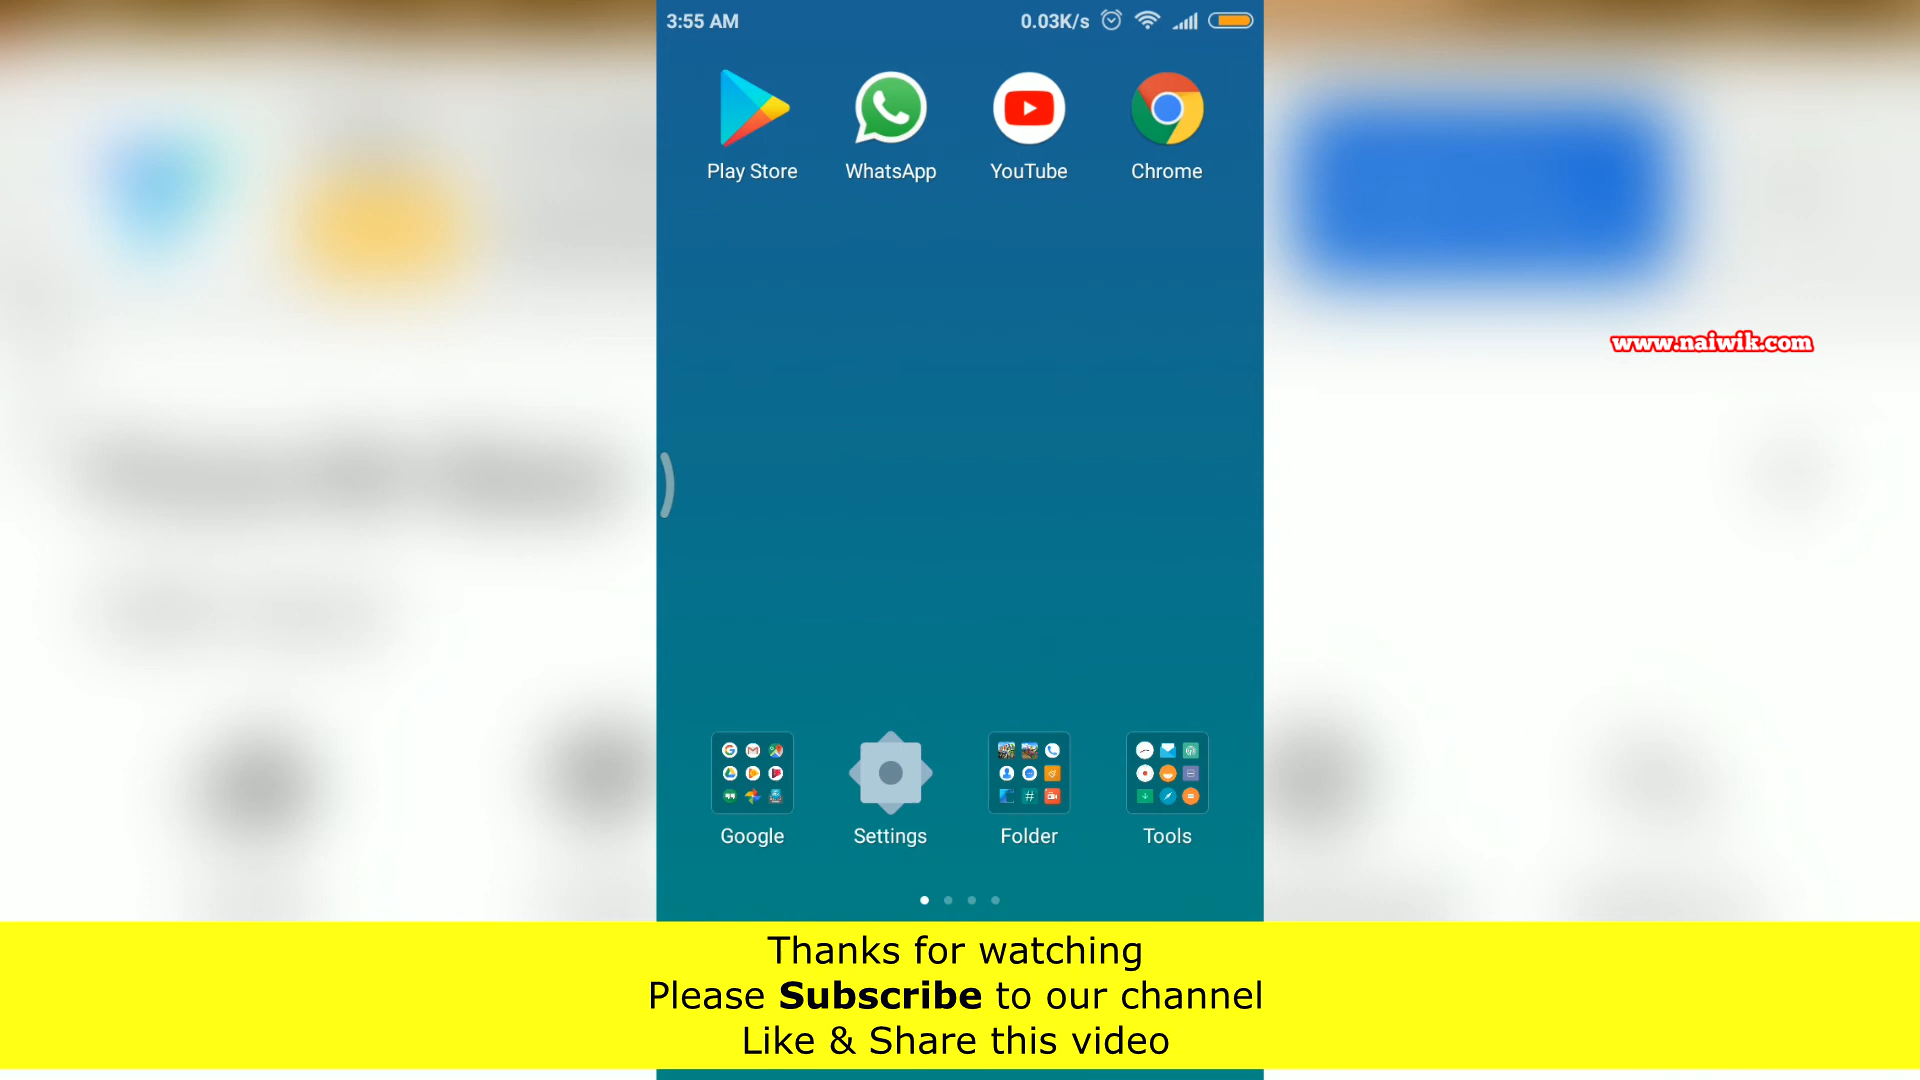 3:55 AM 0.03K/s
Play Store WhatsApp YouTube Chrome
www.naiwik.com
Google Settings Folder Tools
Thanks for watching
Please Subscribe to our channel
Like & Share this video